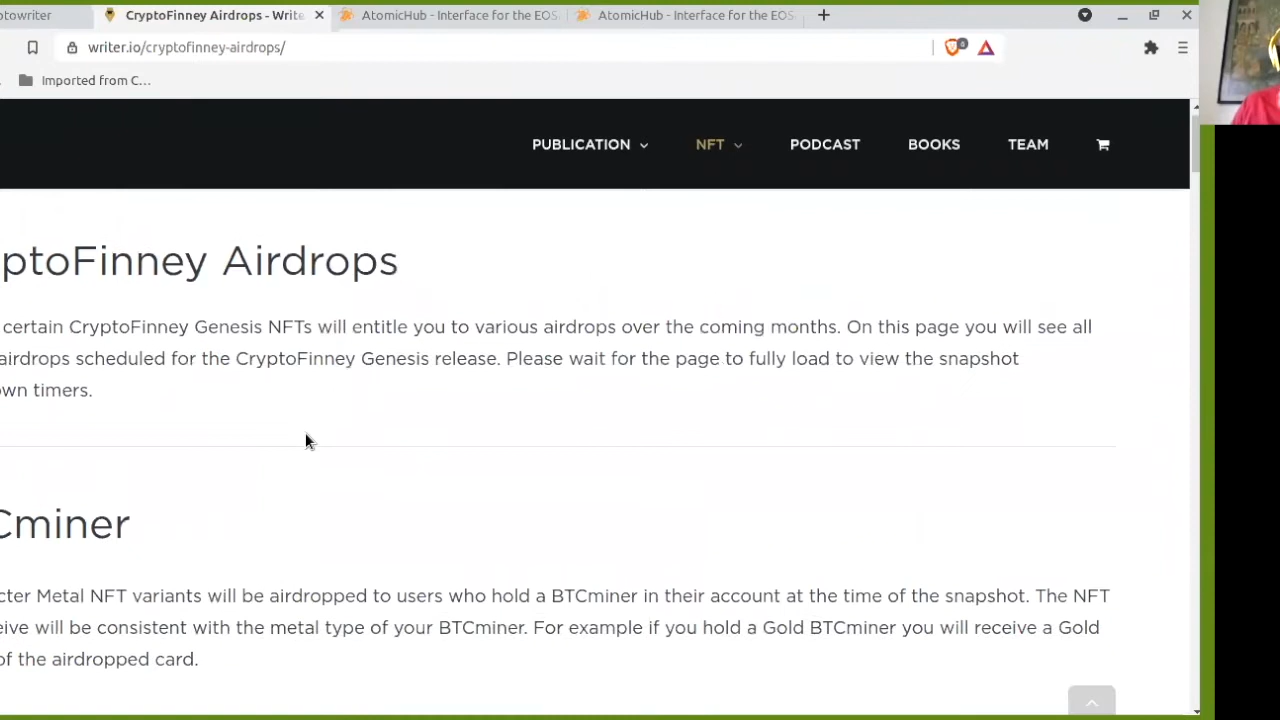 ptowriter
CryptoFinney Airdrops - Write
AtomicHub - Interface for the EOS
AtomicHub - Interface for the EOS
writer.io/cryptofinney-airdrops/
4
Imported from C...
PUBLICATION
NFT
PODCAST
BOOKS
TEAM
ptoFinney Airdrops
certain CryptoFinney Genesis NFTs will entitle you to various airdrops over the coming months. On this page you will see all
airdrops scheduled for the CryptoFinney Genesis release. Please wait for the page to fully load to view the snapshot
wn timers.
Cminer
cter Metal NFT variants will be airdropped to users who hold a BTCminer in their account at the time of the snapshot. The NFT
eive will be consistent with the metal type of your BTCminer. For example if you hold a Gold BTCminer you will receive a Gold
of the airdropped card.